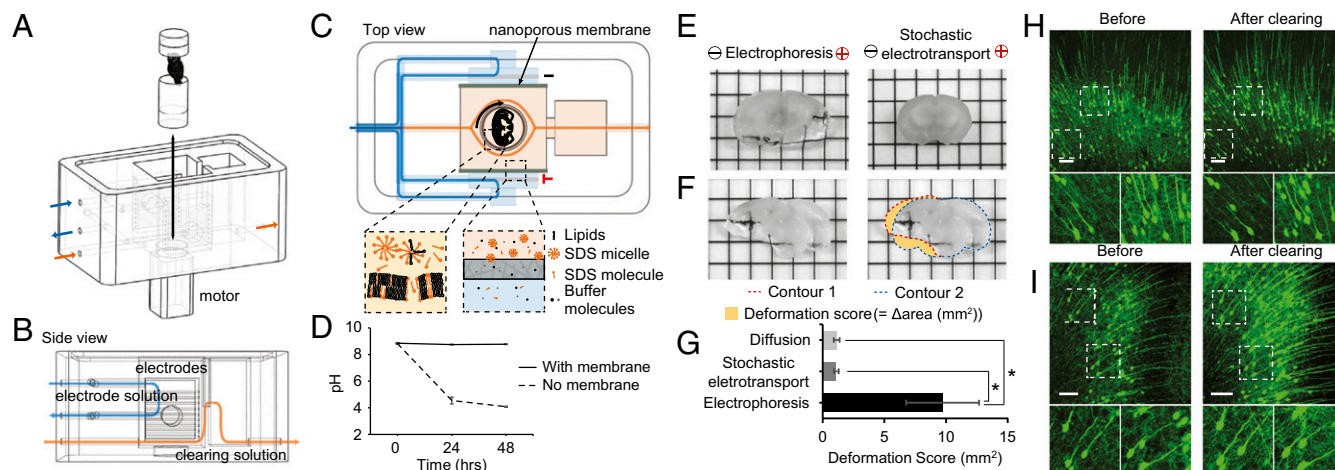 A
motor
B
Side view
electrodes
electrode solution
clearing solution
C
Top view
nanoporous membrane
−
+
Lipids
SDS micelle
SDS molecule
Buffer
molecules
D
pH
10
8
6
4
2
0
24
48
Time (hrs)
With membrane
No membrane
E
Electrophoresis
Stochastic
electrotransport
F
Contour 1
Contour 2
Deformation score(= Δarea (mm²))
G
Diffusion
Stochastic
eletrotransport
Electrophoresis
*
*
0
5
10
15
Deformation Score (mm²)
H
Before
After clearing
I
Before
After clearing